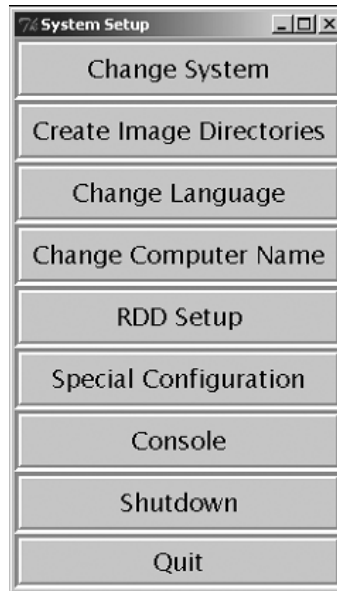 System Setup
Change System
Create Image Directories
Change Language
Change Computer Name
RDD Setup
Special Configuration
Console
Shutdown
Quit